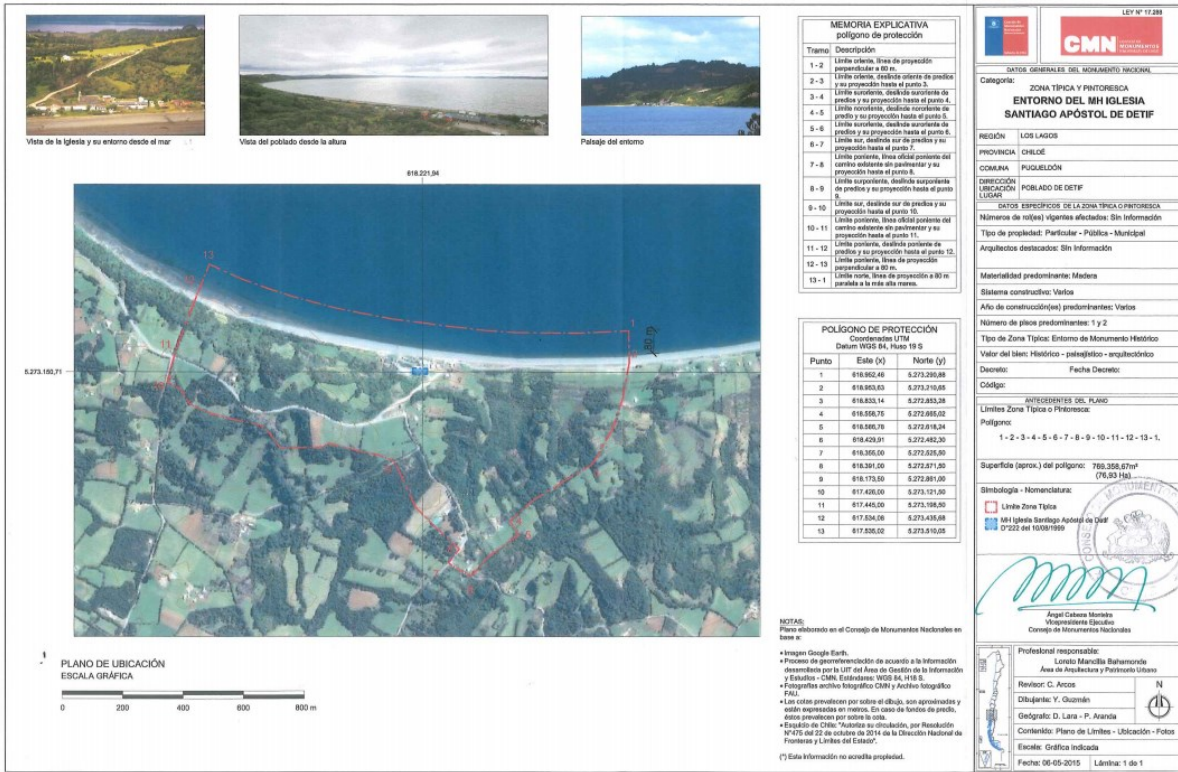 Vista de la Iglesia y su entorno desde el mar
Vista del poblado desde la altura
Paisaje del entorno
618.221,94
5.273.150,71
1
80 m
PLANO DE UBICACIÓN
ESCALA GRÁFICA
0 200 400 600 800 m
MEMORIA EXPLICATIVA
polígono de protección
Tramo Descripción
1 - 2 Límite oriente, línea de proyección
perpendicular a 80 m.
2 - 3 Límite oriente, deslinde oriente de predios
y su proyección hasta el punto 3.
3 - 4 Límite suroriente, deslinde suroriente de
predios y su proyección hasta el punto 4.
4 - 5 Límite nororiente, deslinde nororiente de
predio y su proyección hasta el punto 5.
5 - 6 Límite suroriente, deslinde suroriente de
predios y su proyección hasta el punto 6.
6 - 7 Límite sur, deslinde sur de predios y su
proyección hasta el punto 7.
7 - 8 Límite poniente, línea oficial poniente del
camino existente sin pavimentar y su
proyección hasta el punto 8.
8 - 9 Límite surponiente, deslinde surponiente
de predios y su proyección hasta el punto
9.
9 - 10 Límite sur, deslinde sur de predios y su
proyección hasta el punto 10.
10 - 11 Límite poniente, línea oficial poniente del
camino existente sin pavimentar y su
proyección hasta el punto 11.
11 - 12 Límite poniente, deslinde poniente de
predios y su proyección hasta el punto 12.
12 - 13 Límite poniente, línea de proyección
perpendicular a 80 m.
13 - 1 Límite norte, línea de proyección a 80 m
paralela a la más alta marea.
POLÍGONO DE PROTECCIÓN
Coordenadas UTM
Datum WGS 84, Huso 19 S
Punto Este (x) Norte (y)
1 618.952,46 5.273.290,88
2 618.953,63 5.273.210,65
3 618.833,14 5.272.853,28
4 618.558,75 5.272.665,02
5 618.566,78 5.272.618,24
6 618.429,91 5.272.482,30
7 618.355,00 5.272.525,50
8 618.391,00 5.272.571,50
9 618.173,50 5.272.881,00
10 617.426,00 5.273.121,50
11 617.445,00 5.273.198,50
12 617.534,06 5.273.435,68
13 617.535,02 5.273.510,05
NOTAS:
Plano elaborado en el Consejo de Monumentos Nacionales en
base a:
• Imagen Google Earth.
• Proceso de georreferenciación de acuerdo a la información
desarrollada por la UIT del Área de Gestión de la Información
y Estudios - CMN. Estándares: WGS 84, H18 S.
• Fotografías archivo fotográfico CMN y Archivo fotográfico
FAU.
• Las cotas prevalecen por sobre el dibujo, son aproximadas y
están expresadas en metros. En caso de fondos de predio,
éstos prevalecen por sobre la cota.
• Esquicio de Chile: "Autoriza su circulación, por Resolución
N°475 del 22 de octubre de 2014 de la Dirección Nacional de
Fronteras y Límites del Estado".
(*) Esta información no acredita propiedad.
LEY N° 17.288
CMN CONSEJO DE
MONUMENTOS
NACIONALES DE CHILE
DATOS GENERALES DEL MONUMENTO NACIONAL
Categoría:
ZONA TÍPICA Y PINTORESCA
ENTORNO DEL MH IGLESIA
SANTIAGO APÓSTOL DE DETIF
REGIÓN LOS LAGOS
PROVINCIA CHILOÉ
COMUNA PUQUELDÓN
DIRECCIÓN
UBICACIÓN
LUGAR POBLADO DE DETIF
DATOS ESPECÍFICOS DE LA ZONA TÍPICA O PINTORESCA
Números de rol(es) vigentes afectados: Sin Información
Tipo de propiedad: Particular - Pública - Municipal
Arquitectos destacados: Sin Información
Materialidad predominante: Madera
Sistema constructivo: Varios
Año de construcción(es) predominantes: Varios
Número de pisos predominantes: 1 y 2
Tipo de Zona Típica: Entorno de Monumento Histórico
Valor del bien: Histórico - paisajístico - arquitectónico
Decreto: Fecha Decreto:
Código:
ANTECEDENTES DEL PLANO
Límites Zona Típica o Pintoresca:
Polígono:
1 - 2 - 3 - 4 - 5 - 6 - 7 - 8 - 9 - 10 - 11 - 12 - 13 - 1.
Superficie (aprox.) del polígono: 769.358,67m²
(76,93 Ha)
Simbología - Nomenclatura:
Límite Zona Típica
MH Iglesia Santiago Apóstol de Detif
D°222 del 10/08/1999
Ángel Cabeza Monteira
Vicepresidente Ejecutivo
Consejo de Monumentos Nacionales
Profesional responsable:
Loreto Mancilla Bahamonde
Área de Arquitectura y Patrimonio Urbano
Revisor: C. Arcos
Dibujante: Y. Guzmán
Geógrafo: D. Lara - P. Aranda
N
Contenido: Plano de Límites - Ubicación - Fotos
Escala: Gráfica Indicada
Fecha: 06-05-2015 Lámina: 1 de 1